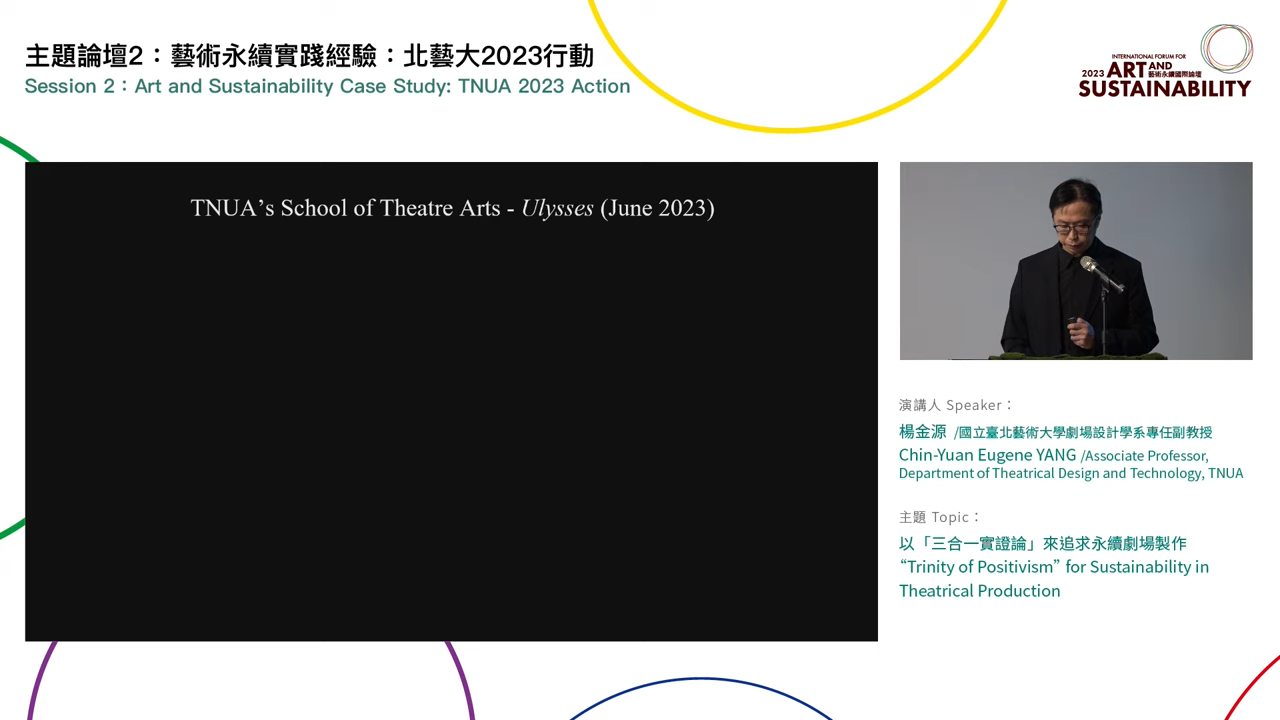 主題論壇2：藝術永續實踐經驗：北藝大2023行動
Session 2：Art and Sustainability Case Study: TNUA 2023 Action
INTERNATIONAL FORUM FOR
2023 ART AND 藝術永續國際論壇
SUSTAINABILITY
TNUA’s School of Theatre Arts - Ulysses (June 2023)
演講人 Speaker：
楊金源 /國立臺北藝術大學劇場設計學系專任副教授
Chin-Yuan Eugene YANG /Associate Professor,
Department of Theatrical Design and Technology, TNUA
主題 Topic：
以「三合一實證論」來追求永續劇場製作
“Trinity of Positivism” for Sustainability in
Theatrical Production